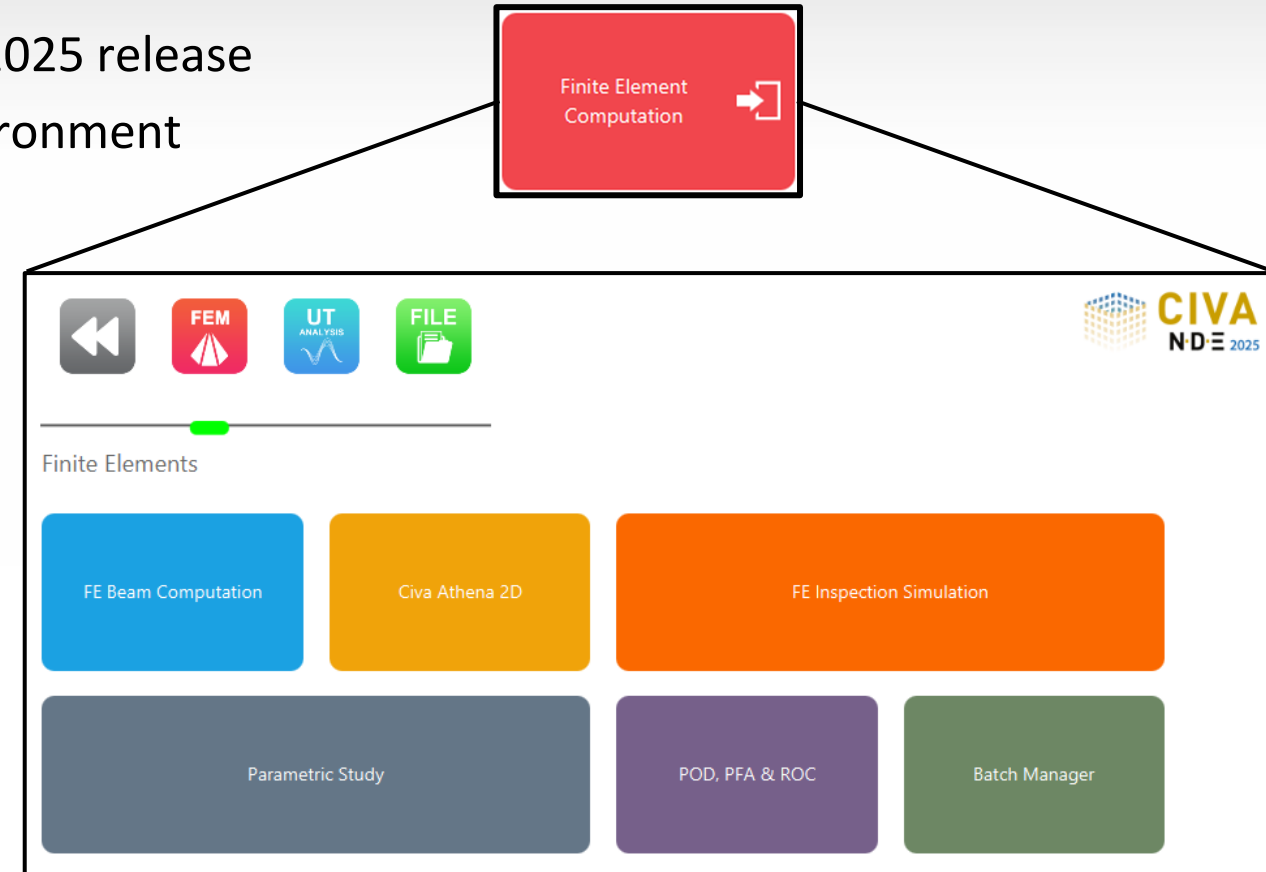 2025 release
ronment
Finite Element
Computation
FEM
UT
ANALYSIS
FILE
CIVA
N·D·E 2025
Finite Elements
FE Beam Computation
Civa Athena 2D
FE Inspection Simulation
Parametric Study
POD, PFA & ROC
Batch Manager